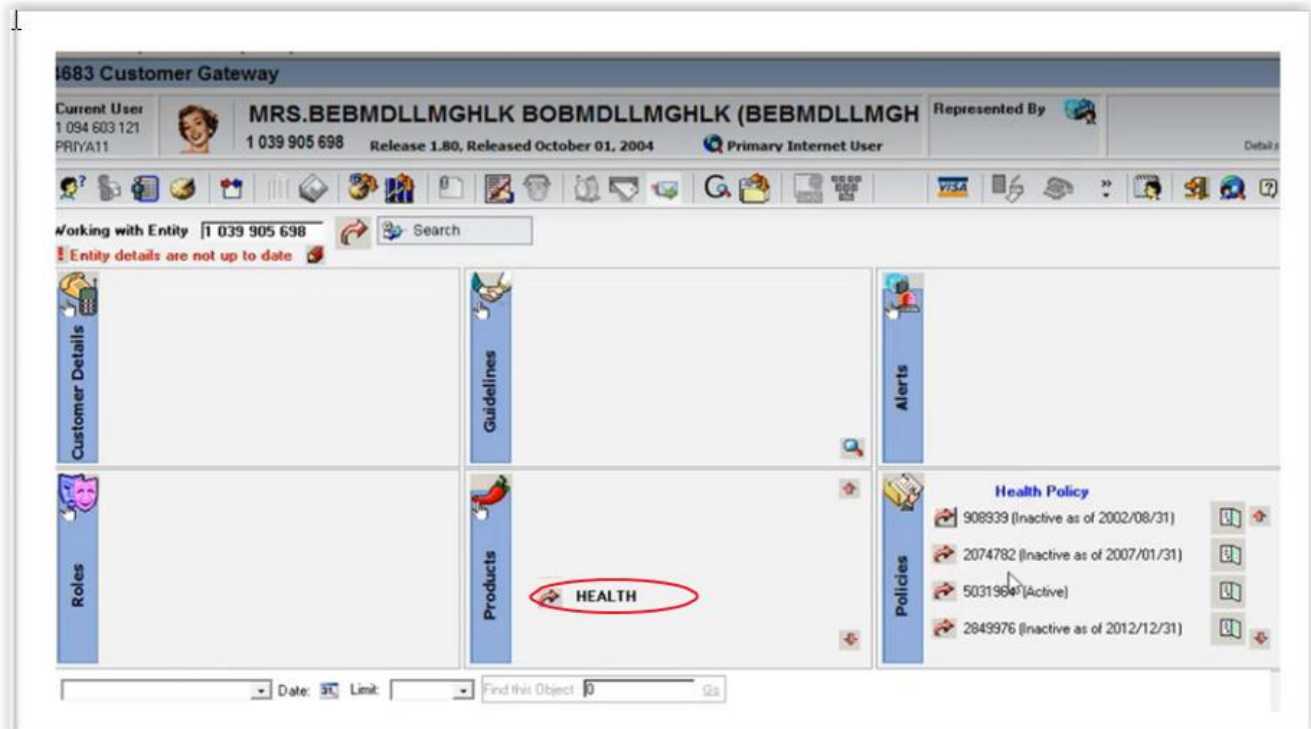 4683 Customer Gateway
Current User
1 094 603 121
PRIYA11
MRS.BEBMDLLMGHLK BOBMDLLMGHLK (BEBMDLLMGH
1 039 905 698 Release 1.80, Released October 01, 2004 Primary Internet User
Represented By
Detail s
VISA
Working with Entity 1 039 905 698 Search
! Entity details are not up to date
Customer Details
Guidelines
Alerts
Roles
Products
HEALTH
Policies
Health Policy
908939 (Inactive as of 2002/08/31)
2074782 (Inactive as of 2007/01/31)
(Active)
2849976 (Inactive as of 2012/12/31)
Date: 31 Limit: Find this Object 0 Go